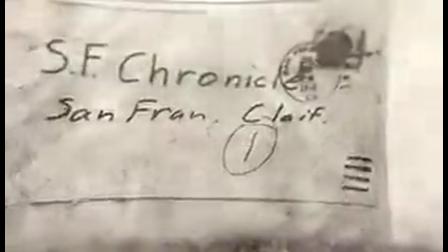 S.F. Chronicle
San Fran. Claif.
1